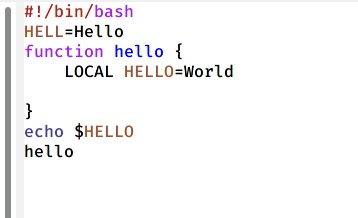 #!/bin/bash
HELL=Hello
function hello {
    LOCAL HELLO=World
}
echo $HELLO
hello